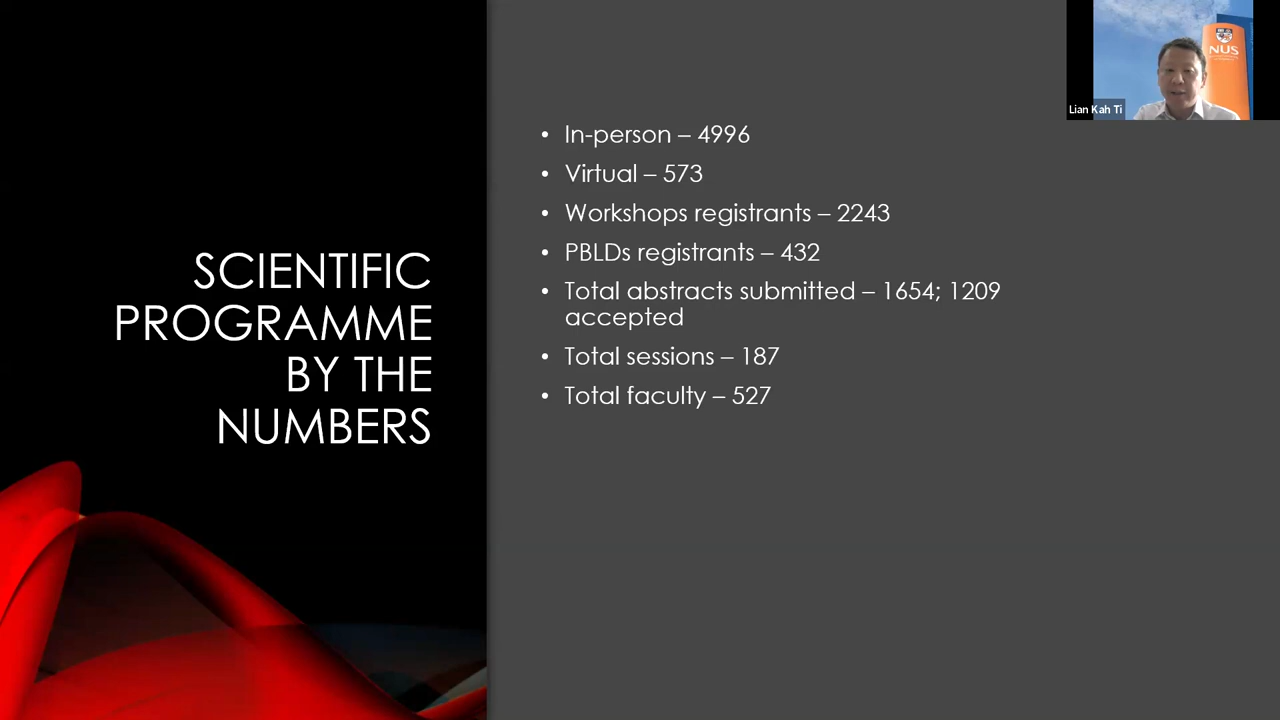 SCIENTIFIC
PROGRAMME
BY THE
NUMBERS
• In-person – 4996
• Virtual – 573
• Workshops registrants – 2243
• PBLDs registrants – 432
• Total abstracts submitted – 1654; 1209
accepted
• Total sessions – 187
• Total faculty – 527
NUS
Lian Kah Ti